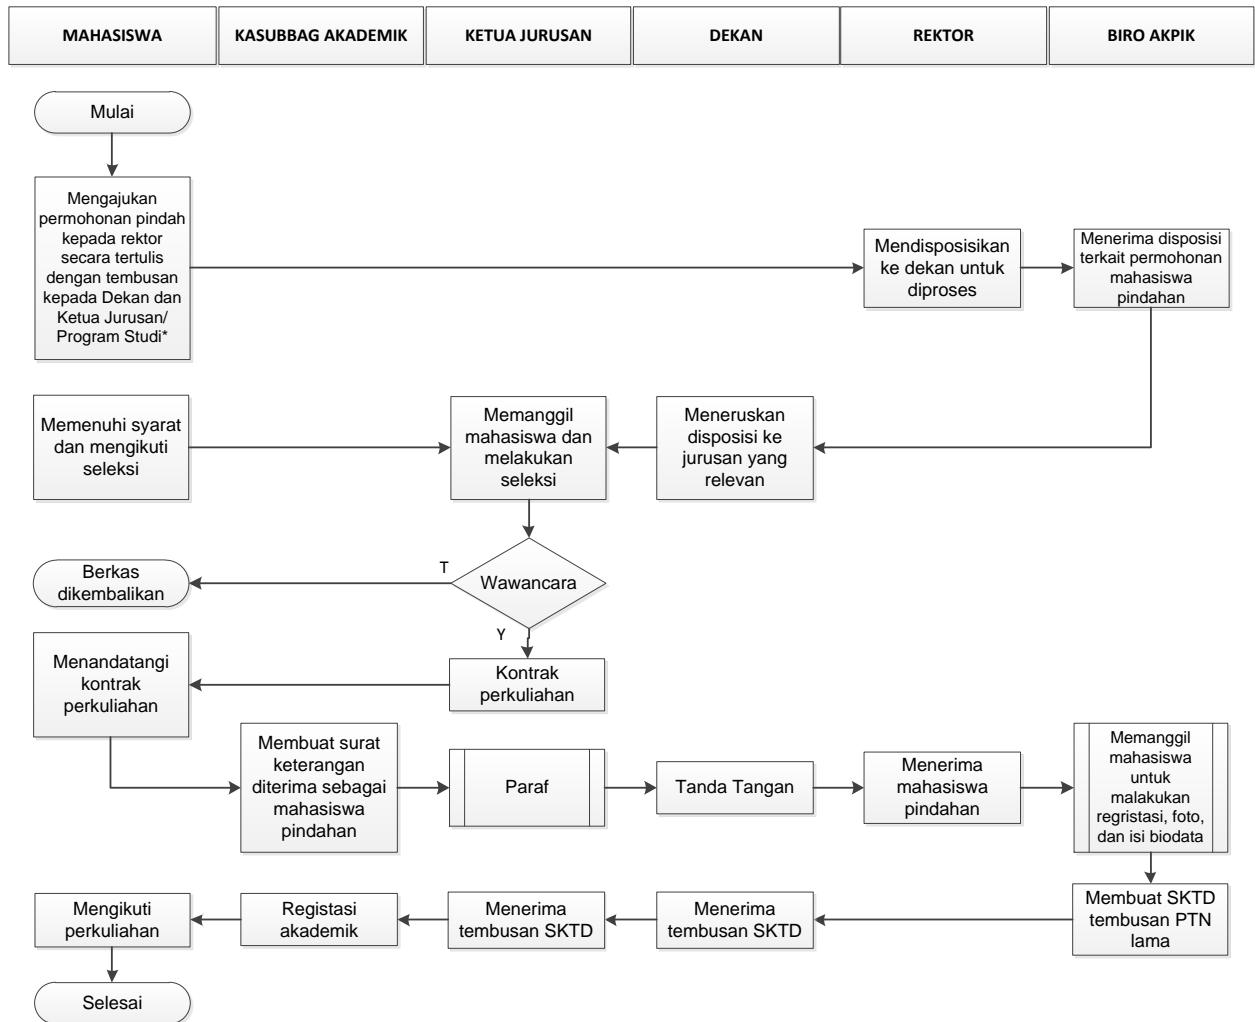 MAHASISWA
KASUBBAG AKADEMIK
KETUA JURUSAN
DEKAN
REKTOR
BIRO AKPIK
Mulai
Mengajukan
permohonan pindah
kepada rektor
secara tertulis
dengan tembusan
kepada Dekan dan
Ketua Jurusan/
Program Studi*
Mendisposisikan
ke dekan untuk
diproses
Menerima disposisi
terkait permohonan
mahasiswa
pindahan
Memenuhi syarat
dan mengikuti
seleksi
Memanggil
mahasiswa dan
melakukan
seleksi
Meneruskan
disposisi ke
jurusan yang
relevan
Berkas
dikembalikan
T
Wawancara
Y
Menandatangi
kontrak
perkuliahan
Kontrak
perkuliahan
Membuat surat
keterangan
diterima sebagai
mahasiswa
pindahan
Paraf
Tanda Tangan
Menerima
mahasiswa
pindahan
Memanggil
mahasiswa
untuk
malakukan
regristasi, foto,
dan isi biodata
Mengikuti
perkuliahan
Registasi
akademik
Menerima
tembusan SKTD
Menerima
tembusan SKTD
Membuat SKTD
tembusan PTN
lama
Selesai